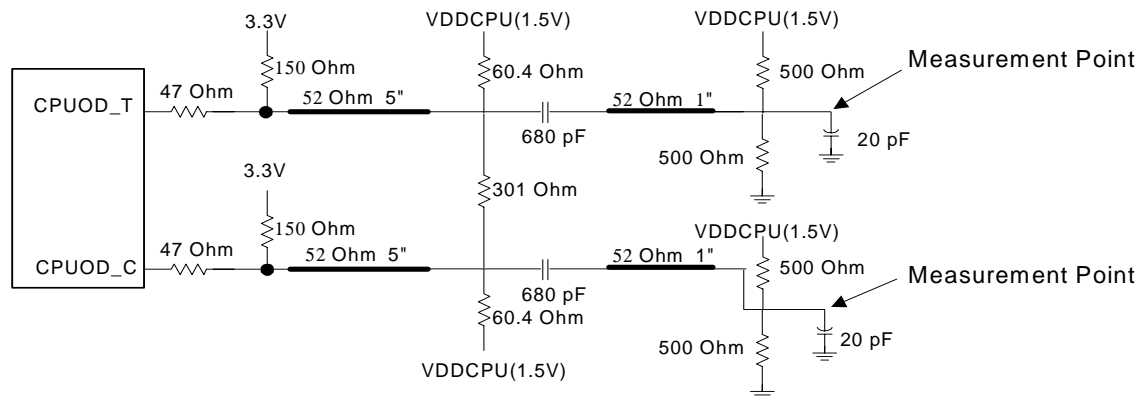 3.3V
VDDCPU(1.5V)
VDDCPU(1.5V)
Measurement Point
150 Ohm
60.4 Ohm
500 Ohm
47 Ohm
CPUOD_T
52 Ohm 5"
52 Ohm 1"
680 pF
20 pF
500 Ohm
3.3V
301 Ohm
150 Ohm
VDDCPU(1.5V)
47 Ohm
CPUOD_C
52 Ohm 5"
52 Ohm 1"
500 Ohm
Measurement Point
680 pF
60.4 Ohm
20 pF
500 Ohm
VDDCPU(1.5V)